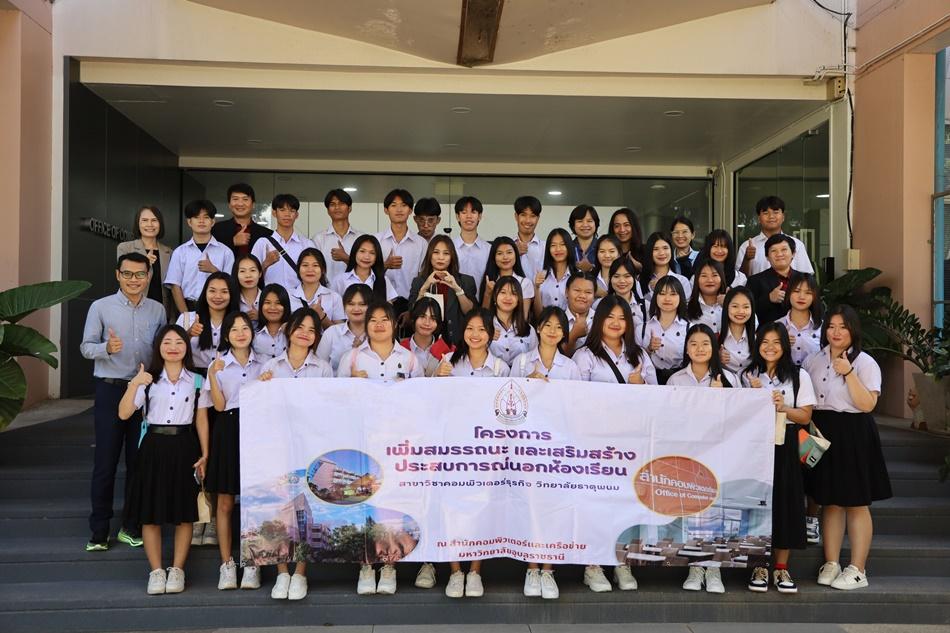 OFFICE OF CO
โครงการ
เพิ่มสมรรถนะ และเสริมสร้าง
ประสบการณ์นอกห้องเรียน
สาขาวิชาคอมพิวเตอร์ธุรกิจ วิทยาลัยธาตุพนม
สำนักคอมพิวเตอร์และ
Office of Computer
ณ สำนักคอมพิวเตอร์และเครือข่าย
มหาวิทยาลัยอุบลราชธานี